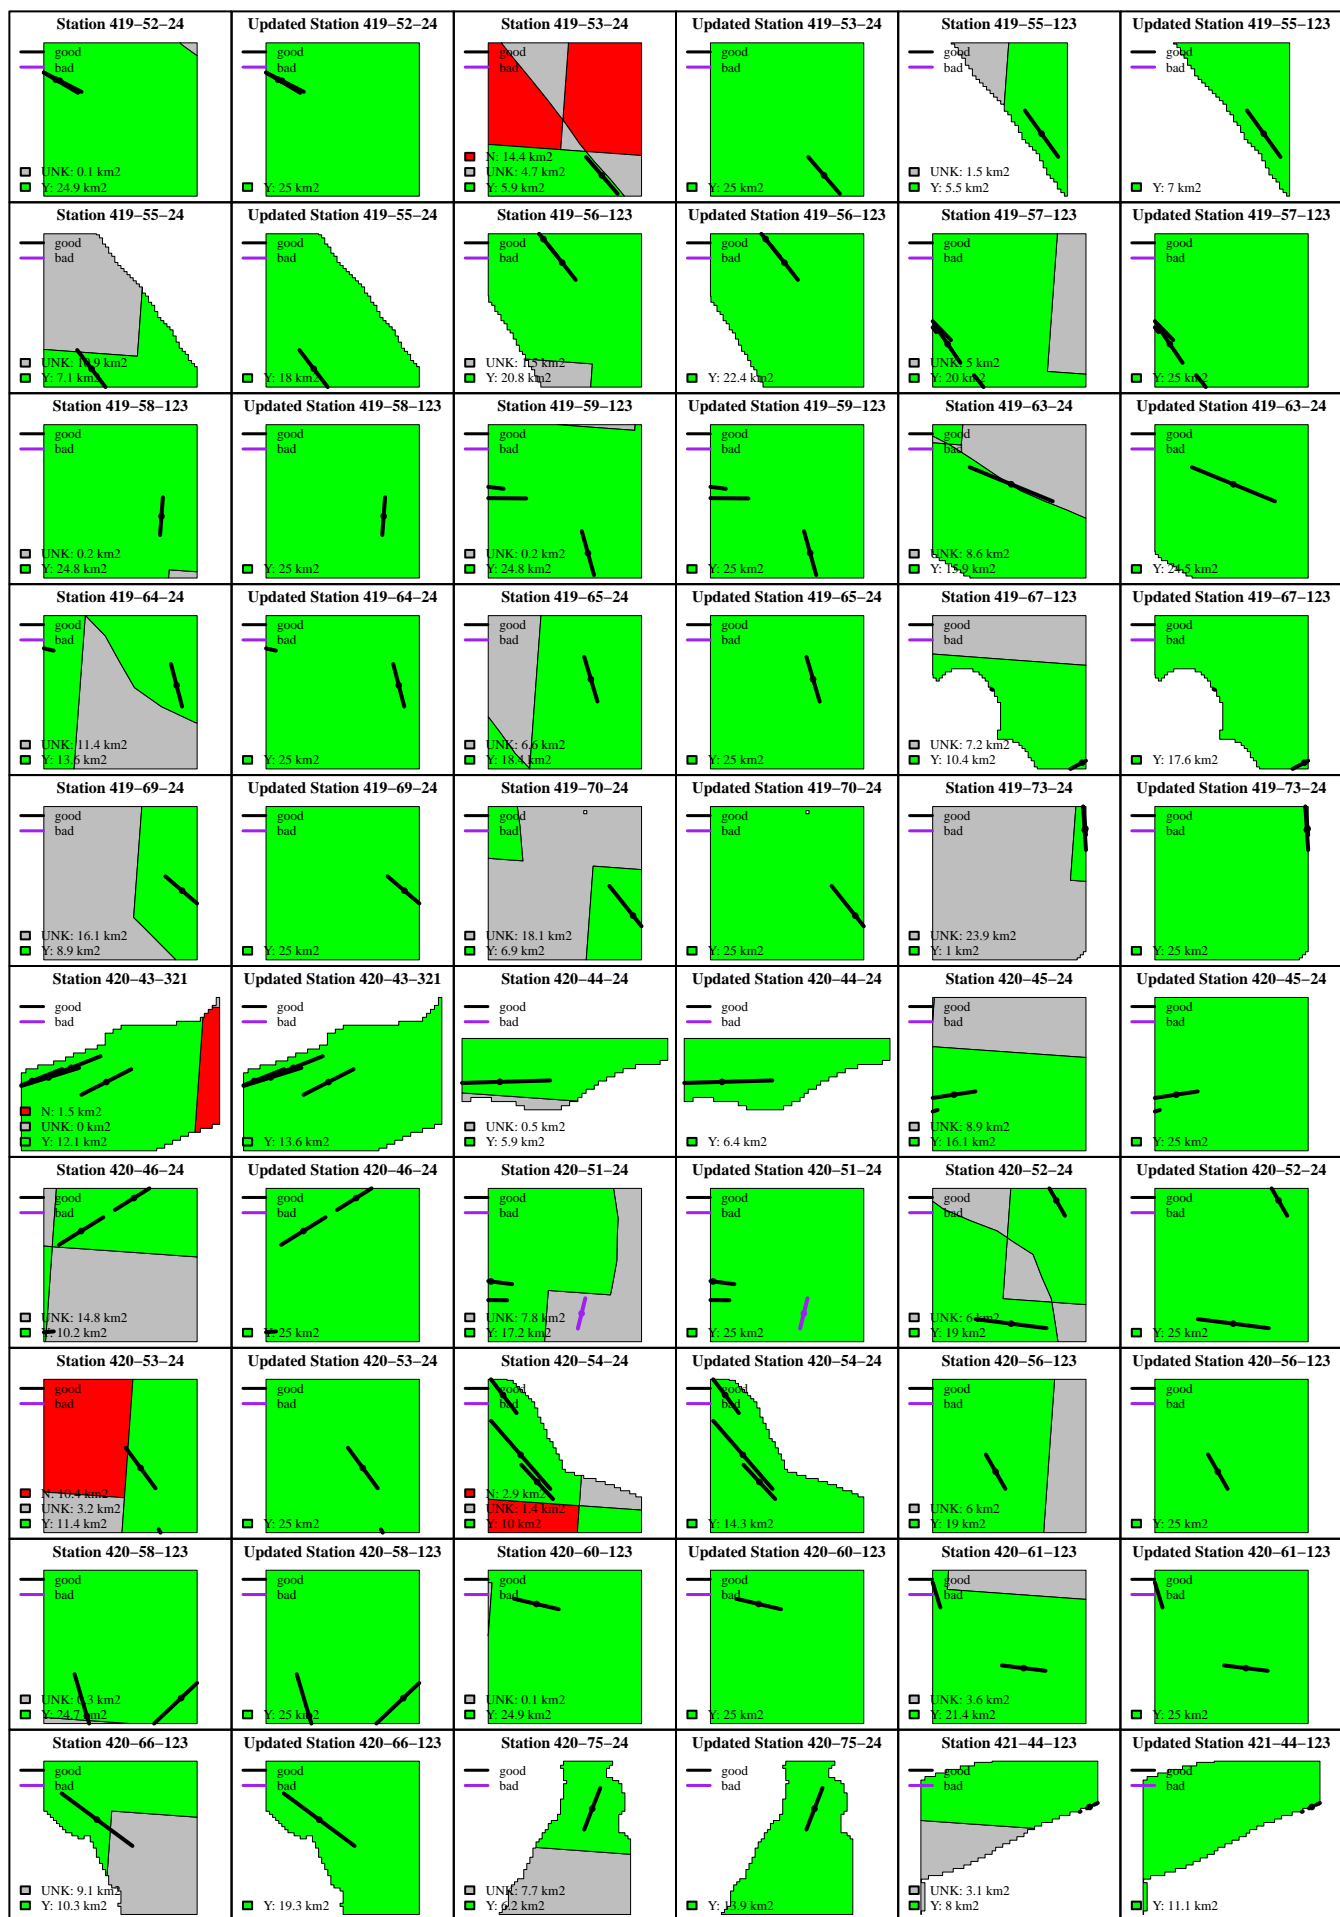 Station 419−52−24
good
bad
UNK: 0.1 km2
Y: 24.9 km2
Updated Station 419−52−24
good
bad
Y: 25 km2
Station 419−53−24
good
bad
N: 14.4 km2
UNK: 4.7 km2
Y: 5.9 km2
Updated Station 419−53−24
good
bad
Y: 25 km2
Station 419−55−123
good
bad
UNK: 1.5 km2
Y: 5.5 km2
Updated Station 419−55−123
good
bad
Y: 7 km2
Station 419−55−24
good
bad
UNK: 10.9 km2
Y: 7.1 km2
Updated Station 419−55−24
good
bad
Y: 18 km2
Station 419−56−123
good
bad
UNK: 1.5 km2
Y: 20.8 km2
Updated Station 419−56−123
good
bad
Y: 22.4 km2
Station 419−57−123
good
bad
UNK: 5 km2
Y: 20 km2
Updated Station 419−57−123
good
bad
Y: 25 km2
Station 419−58−123
good
bad
UNK: 0.2 km2
Y: 24.8 km2
Updated Station 419−58−123
good
bad
Y: 25 km2
Station 419−59−123
good
bad
UNK: 0.2 km2
Y: 24.8 km2
Updated Station 419−59−123
good
bad
Y: 25 km2
Station 419−63−24
good
bad
UNK: 8.6 km2
Y: 15.9 km2
Updated Station 419−63−24
good
bad
Y: 24.5 km2
Station 419−64−24
good
bad
UNK: 11.4 km2
Y: 13.6 km2
Updated Station 419−64−24
good
bad
Y: 25 km2
Station 419−65−24
good
bad
UNK: 6.6 km2
Y: 18.4 km2
Updated Station 419−65−24
good
bad
Y: 25 km2
Station 419−67−123
good
bad
UNK: 7.2 km2
Y: 10.4 km2
Updated Station 419−67−123
good
bad
Y: 17.6 km2
Station 419−69−24
good
bad
UNK: 16.1 km2
Y: 8.9 km2
Updated Station 419−69−24
good
bad
Y: 25 km2
Station 419−70−24
good
bad
UNK: 18.1 km2
Y: 6.9 km2
Updated Station 419−70−24
good
bad
Y: 25 km2
Station 419−73−24
good
bad
UNK: 23.9 km2
Y: 1 km2
Updated Station 419−73−24
good
bad
Y: 25 km2
Station 420−43−321
good
bad
N: 1.5 km2
UNK: 0 km2
Y: 12.1 km2
Updated Station 420−43−321
good
bad
Y: 13.6 km2
Station 420−44−24
good
bad
UNK: 0.5 km2
Y: 5.9 km2
Updated Station 420−44−24
good
bad
Y: 6.4 km2
Station 420−45−24
good
bad
UNK: 8.9 km2
Y: 16.1 km2
Updated Station 420−45−24
good
bad
Y: 25 km2
Station 420−46−24
good
bad
UNK: 14.8 km2
Y: 10.2 km2
Updated Station 420−46−24
good
bad
Y: 25 km2
Station 420−51−24
good
bad
UNK: 7.8 km2
Y: 17.2 km2
Updated Station 420−51−24
good
bad
Y: 25 km2
Station 420−52−24
good
bad
UNK: 6 km2
Y: 19 km2
Updated Station 420−52−24
good
bad
Y: 25 km2
Station 420−53−24
good
bad
N: 10.4 km2
UNK: 3.2 km2
Y: 11.4 km2
Updated Station 420−53−24
good
bad
Y: 25 km2
Station 420−54−24
good
bad
N: 2.9 km2
UNK: 1.4 km2
Y: 10 km2
Updated Station 420−54−24
good
bad
Y: 14.3 km2
Station 420−56−123
good
bad
UNK: 6 km2
Y: 19 km2
Updated Station 420−56−123
good
bad
Y: 25 km2
Station 420−58−123
good
bad
UNK: 0.3 km2
Y: 24.7 km2
Updated Station 420−58−123
good
bad
Y: 25 km2
Station 420−60−123
good
bad
UNK: 0.1 km2
Y: 24.9 km2
Updated Station 420−60−123
good
bad
Y: 25 km2
Station 420−61−123
good
bad
UNK: 3.6 km2
Y: 21.4 km2
Updated Station 420−61−123
good
bad
Y: 25 km2
Station 420−66−123
good
bad
UNK: 9.1 km2
Y: 10.3 km2
Updated Station 420−66−123
good
bad
Y: 19.3 km2
Station 420−75−24
good
bad
UNK: 7.7 km2
Y: 6.2 km2
Updated Station 420−75−24
good
bad
Y: 13.9 km2
Station 421−44−123
good
bad
UNK: 3.1 km2
Y: 8 km2
Updated Station 421−44−123
good
bad
Y: 11.1 km2